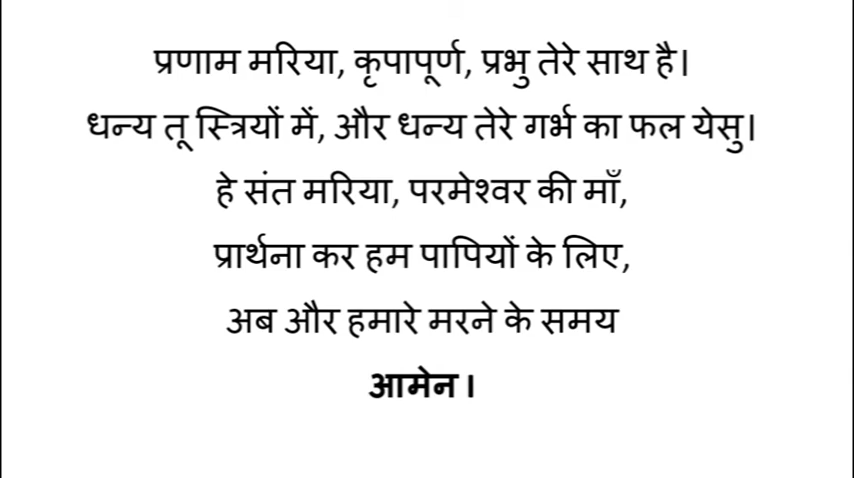 प्रणाम मरिया, कृपापूर्ण, प्रभु तेरे साथ है।
धन्य तू स्त्रियों में, और धन्य तेरे गर्भ का फल येसु।
हे संत मरिया, परमेश्वर की माँ,
प्रार्थना कर हम पापियों के लिए,
अब और हमारे मरने के समय
आमेन ।